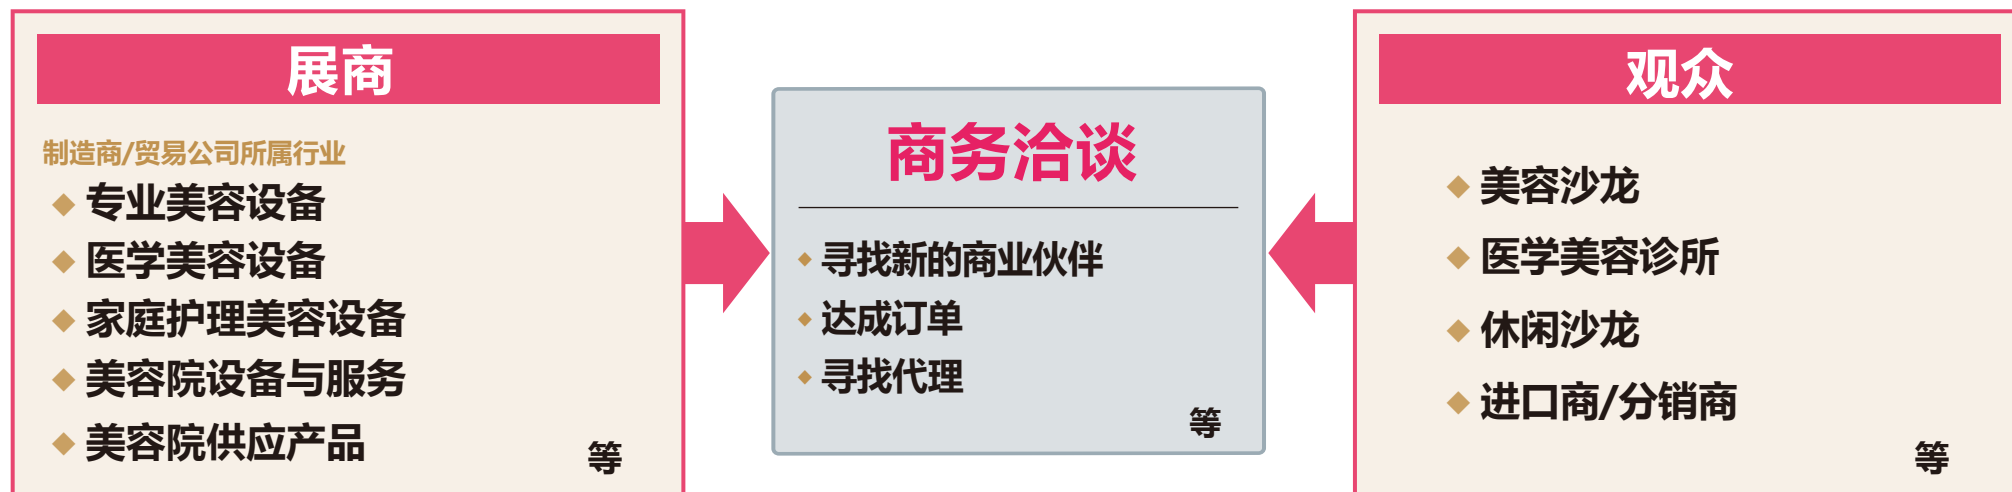 展商
制造商/贸易公司所属行业
专业美容设备
医学美容设备
家庭护理美容设备
美容院设备与服务
美容院供应产品
等
商务洽谈
寻找新的商业伙伴
达成订单
寻找代理
等
观众
美容沙龙
医学美容诊所
休闲沙龙
进口商/分销商
等